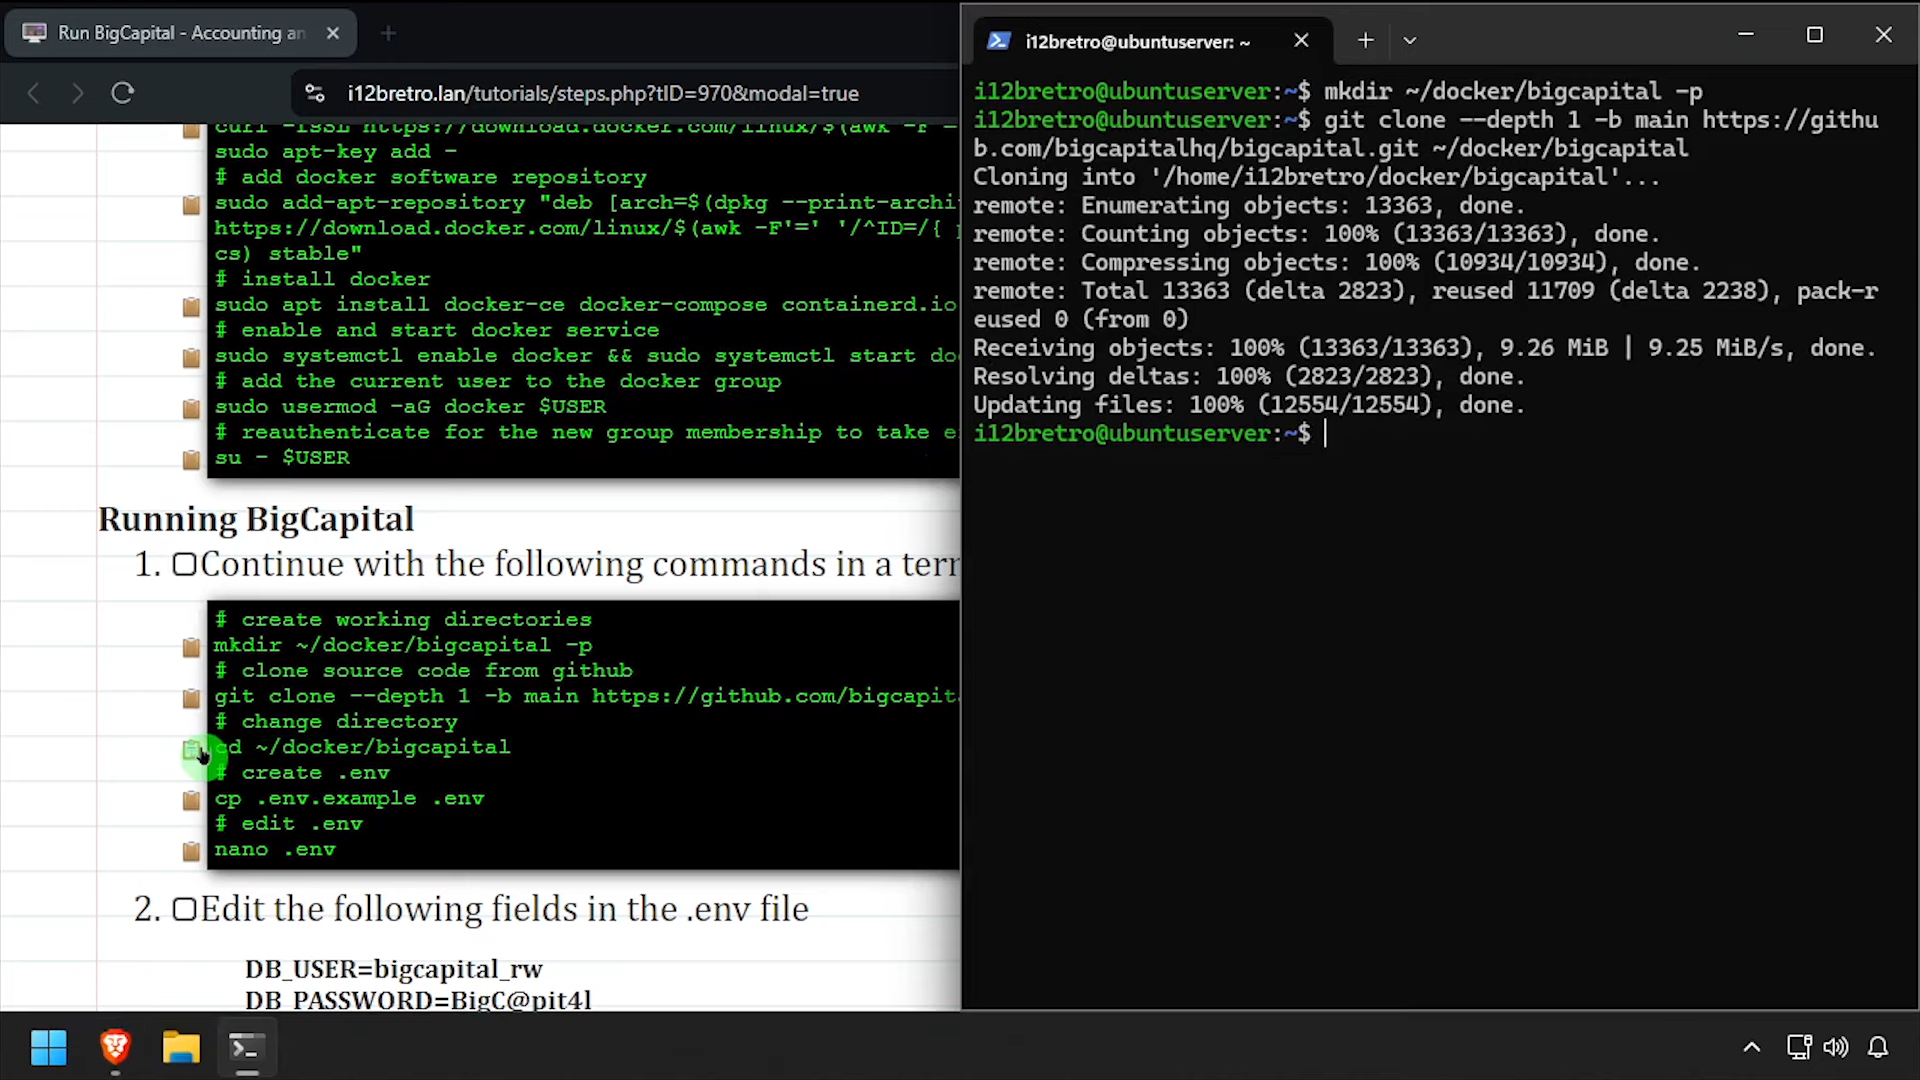 Run BigCapital - Accounting an
i12bretro.lan/tutorials/steps.php?tID=970&modal=true
curl -fsSL https://download.docker.com/linux/$(awk -F
sudo apt-key add -
# add docker software repository
sudo add-apt-repository "deb [arch=$(dpkg --print-archi
https://download.docker.com/linux/$(awk -F'=' '/^ID=/{ p
cs) stable"
# install docker
sudo apt install docker-ce docker-compose containerd.io
# enable and start docker service
sudo systemctl enable docker && sudo systemctl start do
# add the current user to the docker group
sudo usermod -aG docker $USER
# reauthenticate for the new group membership to take e
su - $USER
Running BigCapital
1. Continue with the following commands in a terr
# create working directories
mkdir ~/docker/bigcapital -p
# clone source code from github
git clone --depth 1 -b main https://github.com/bigcapita
# change directory
cd ~/docker/bigcapital
# create .env
cp .env.example .env
# edit .env
nano .env
2. Edit the following fields in the .env file
DB_USER=bigcapital_rw
DB_PASSWORD=BigC@pit4l
i12bretro@ubuntuserver: ~
i12bretro@ubuntuserver:~$ mkdir ~/docker/bigcapital -p
i12bretro@ubuntuserver:~$ git clone --depth 1 -b main https://githu
b.com/bigcapitalhq/bigcapital.git ~/docker/bigcapital
Cloning into '/home/i12bretro/docker/bigcapital'...
remote: Enumerating objects: 13363, done.
remote: Counting objects: 100% (13363/13363), done.
remote: Compressing objects: 100% (10934/10934), done.
remote: Total 13363 (delta 2823), reused 11709 (delta 2238), pack-r
eused 0 (from 0)
Receiving objects: 100% (13363/13363), 9.26 MiB | 9.25 MiB/s, done.
Resolving deltas: 100% (2823/2823), done.
Updating files: 100% (12554/12554), done.
i12bretro@ubuntuserver:~$